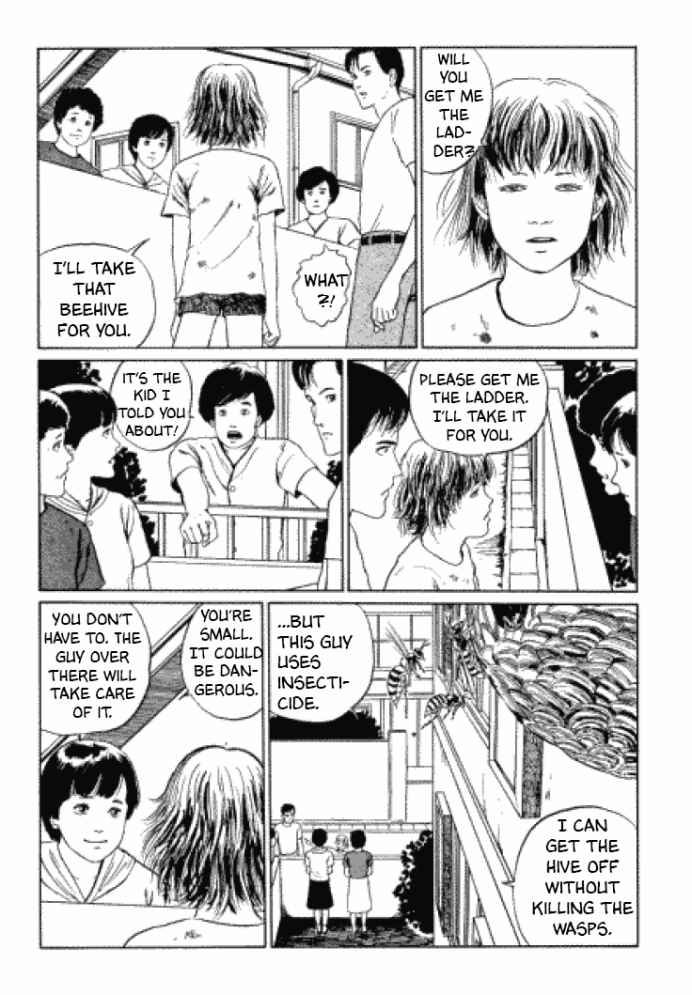 I'LL TAKE
THAT
BEEHIVE
FOR YOU.
WHAT
?!
WILL
YOU
GET ME
THE
LAD-
DER?
IT'S THE
KID I
TOLD YOU
ABOUT!
PLEASE GET ME
THE LADDER.
I'LL TAKE IT
FOR YOU.
YOU DON'T
HAVE TO. THE
GUY OVER
THERE WILL
TAKE CARE
OF IT.
YOU'RE
SMALL.
IT COULD
BE DAN-
GEROUS.
...BUT
THIS GUY
USES
INSECTI-
CIDE.
I CAN
GET THE
HIVE OFF
WITHOUT
KILLING THE
WASPS.